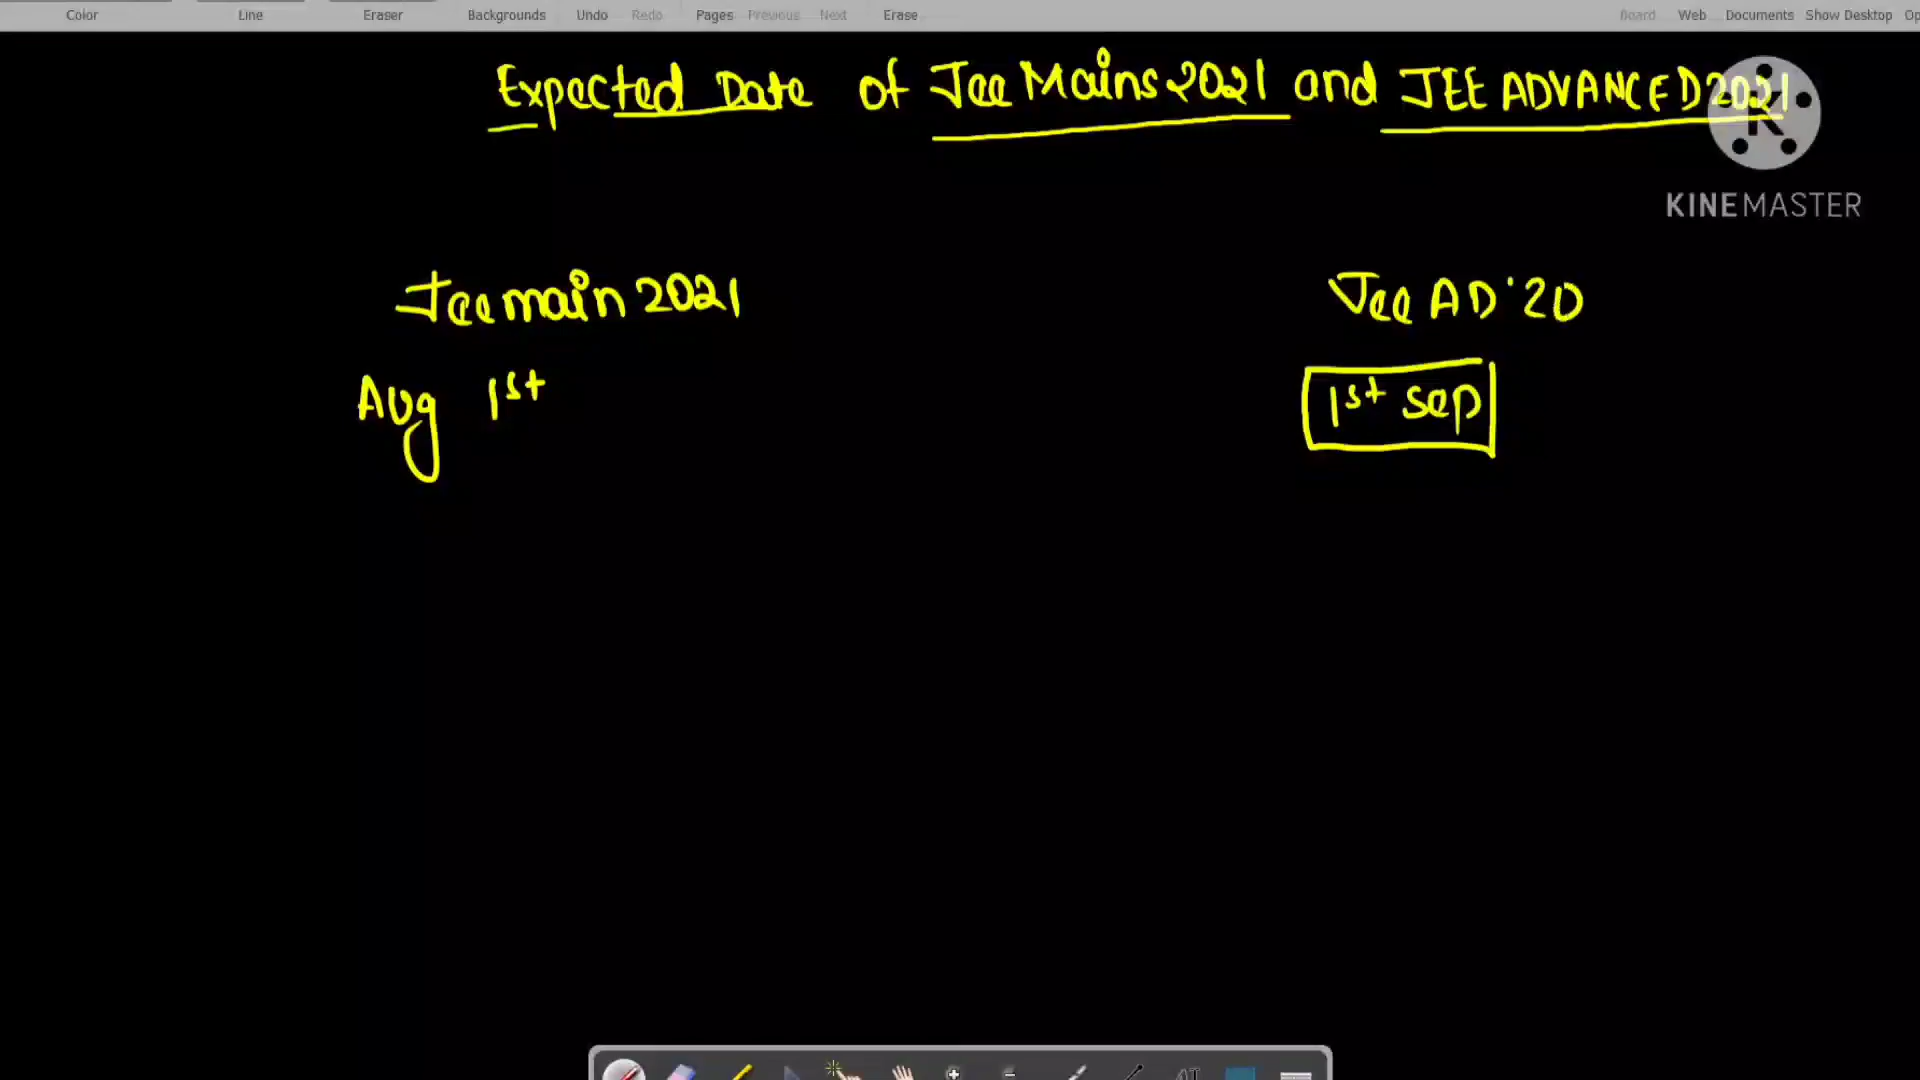 Color Line Eraser Backgrounds Undo Redo Pages Previous Next Erase Board Web Documents Show Desktop Op
Expected Date of Jee Mains 2021 and JEE ADVANCED 2021
KINEMASTER
Jee main 2021 Jee AD '20
Aug 1st 1st sep